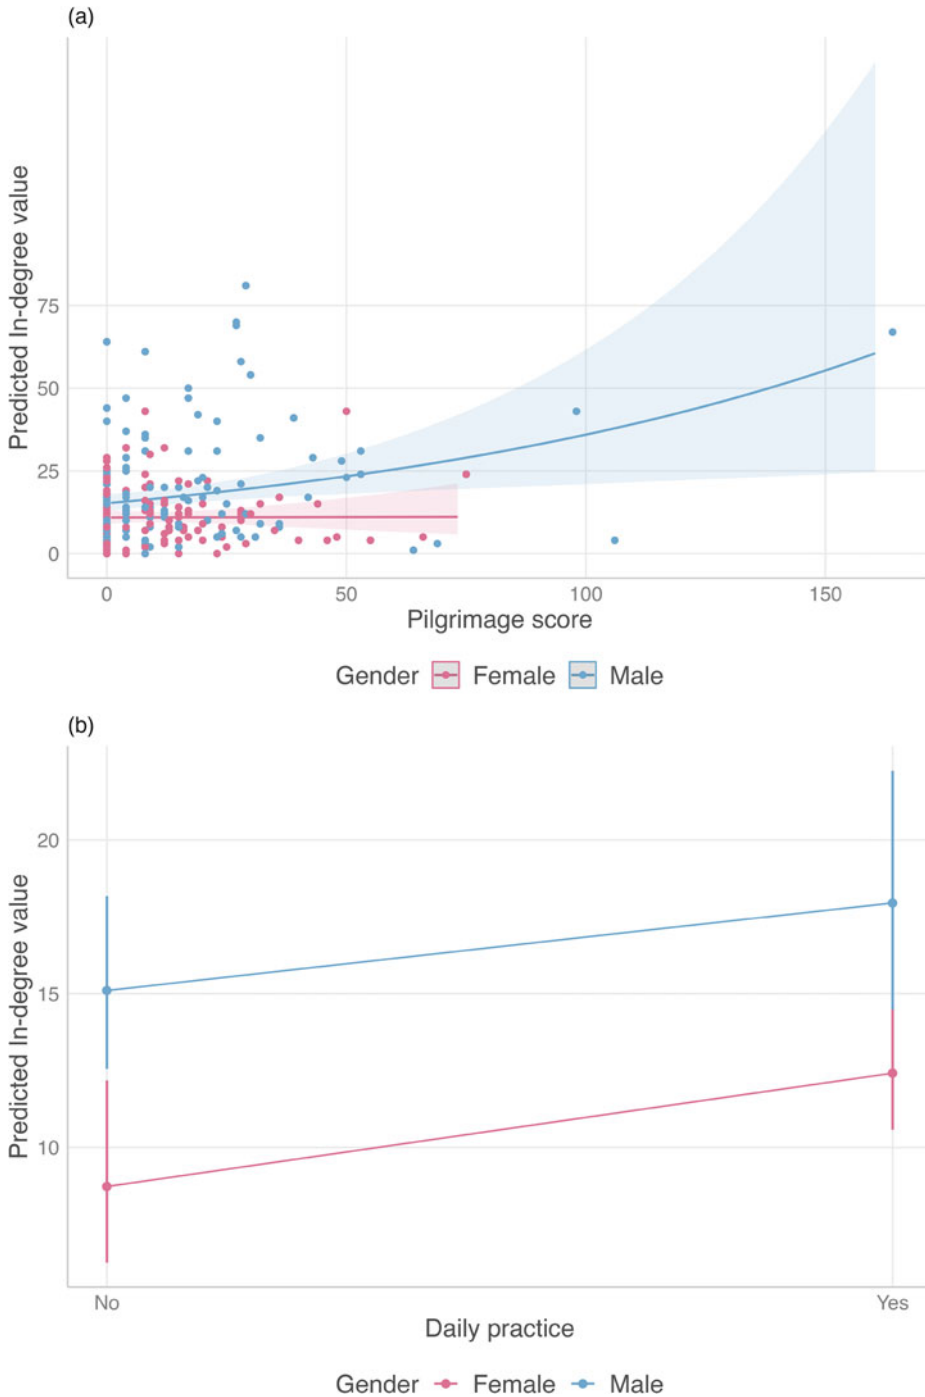 (a)
Predicted In-degree value
75
50
25
0
0 50 100 150
Pilgrimage score
Gender Female Male
(b)
Predicted In-degree value
20
15
10
No Yes
Daily practice
Gender Female Male